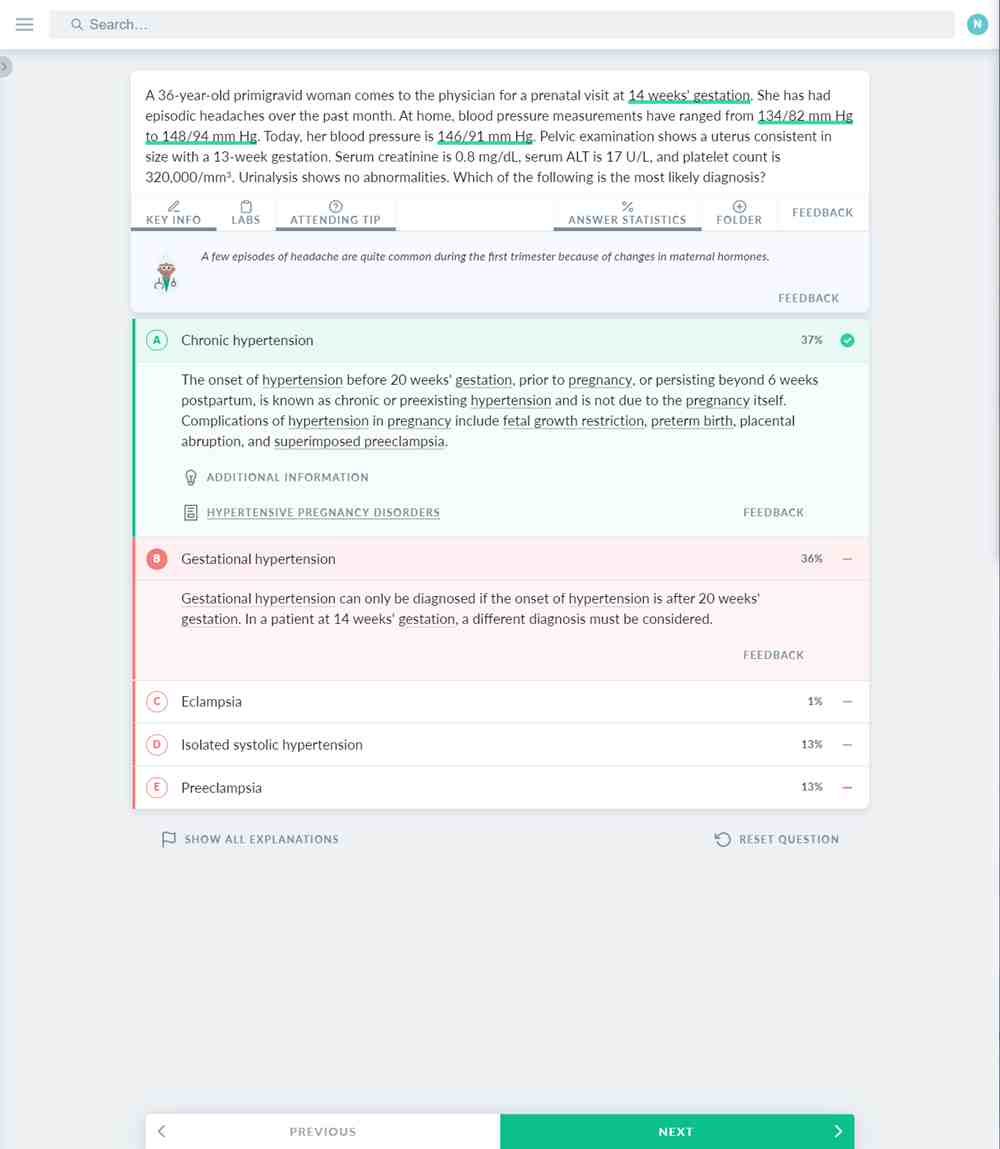 Search...
N
A 36-year-old primigravid woman comes to the physician for a prenatal visit at 14 weeks' gestation. She has had
episodic headaches over the past month. At home, blood pressure measurements have ranged from 134/82 mm Hg
to 148/94 mm Hg. Today, her blood pressure is 146/91 mm Hg. Pelvic examination shows a uterus consistent in
size with a 13-week gestation. Serum creatinine is 0.8 mg/dL, serum ALT is 17 U/L, and platelet count is
320,000/mm³. Urinalysis shows no abnormalities. Which of the following is the most likely diagnosis?
KEY INFO LABS ATTENDING TIP ANSWER STATISTICS FOLDER FEEDBACK
A few episodes of headache are quite common during the first trimester because of changes in maternal hormones.
FEEDBACK
A Chronic hypertension 37%
The onset of hypertension before 20 weeks' gestation, prior to pregnancy, or persisting beyond 6 weeks
postpartum, is known as chronic or preexisting hypertension and is not due to the pregnancy itself.
Complications of hypertension in pregnancy include fetal growth restriction, preterm birth, placental
abruption, and superimposed preeclampsia.
ADDITIONAL INFORMATION
HYPERTENSIVE PREGNANCY DISORDERS FEEDBACK
B Gestational hypertension 36%
Gestational hypertension can only be diagnosed if the onset of hypertension is after 20 weeks'
gestation. In a patient at 14 weeks' gestation, a different diagnosis must be considered.
FEEDBACK
C Eclampsia 1%
D Isolated systolic hypertension 13%
E Preeclampsia 13%
SHOW ALL EXPLANATIONS RESET QUESTION
PREVIOUS NEXT